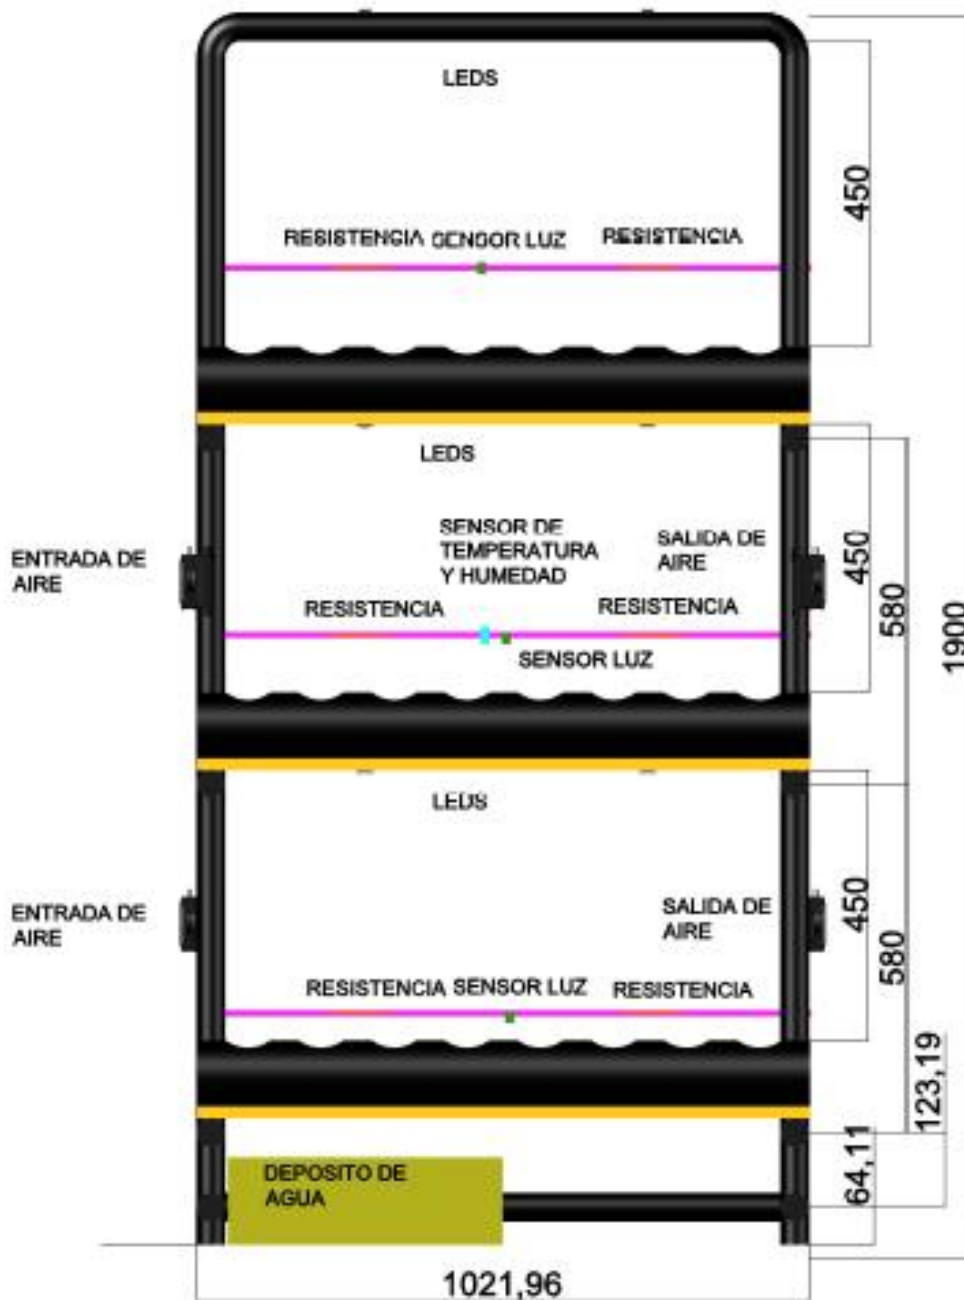 LEDS
450
RESISTENCIA SENSOR LUZ RESISTENCIA
LEDS
SENSOR DE
TEMPERATURA
Y HUMEDAD
SALIDA DE
AIRE
ENTRADA DE
AIRE
450
580
1900
RESISTENCIA
RESISTENCIA
SENSOR LUZ
LEDS
ENTRADA DE
AIRE
SALIDA DE
AIRE
450
580
RESISTENCIA SENSOR LUZ RESISTENCIA
123,19
64,11
DEPOSITO DE
AGUA
1021,96